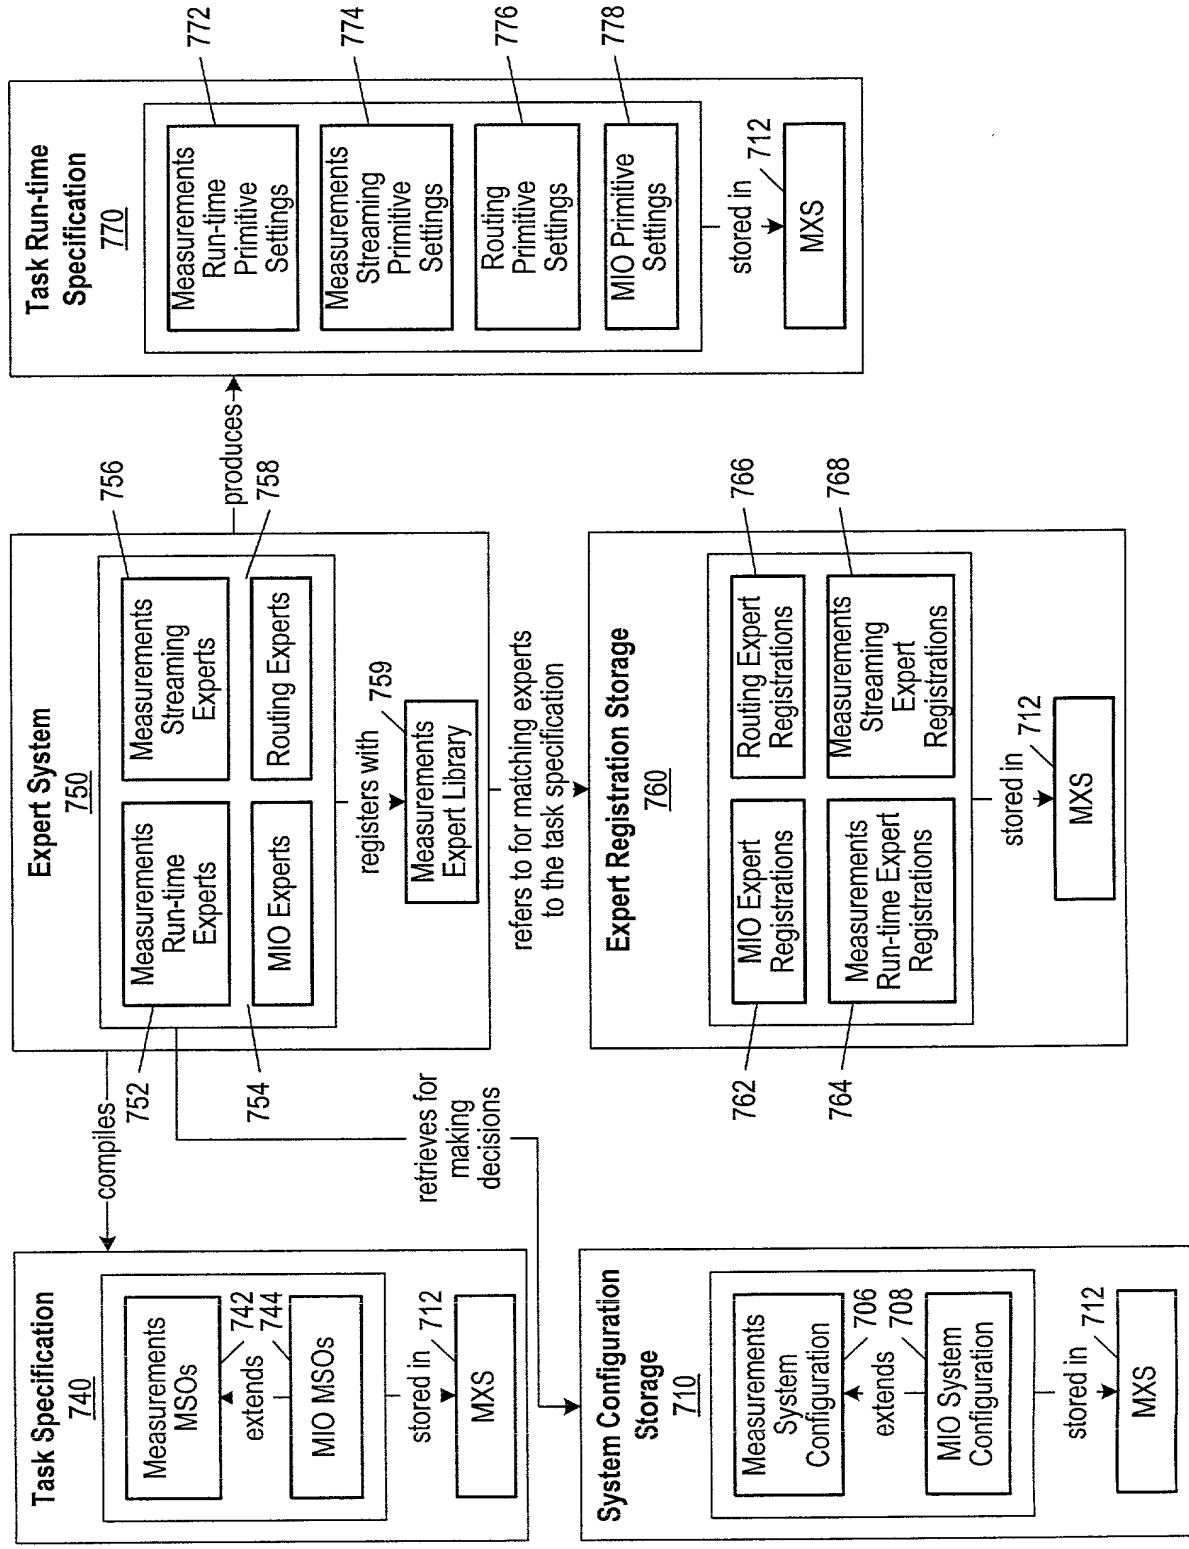 Task Specification
740
Measurements
MSOs
742
extends
744
MIO MSOs
stored in
712
MXS
compiles
Expert System
750
Measurements
Run-time
Experts
752
Measurements
Streaming
Experts
756
MIO Experts
754
Routing Experts
758
registers with
Measurements
Expert Library
759
produces
Task Run-time
Specification
770
Measurements
Run-time
Primitive
Settings
772
Measurements
Streaming
Primitive
Settings
774
Routing
Primitive
Settings
776
MIO Primitive
Settings
778
stored in
712
MXS
retrieves for
making
decisions
refers to for matching experts
to the task specification
System Configuration
Storage
710
Measurements
System
Configuration
706
extends
708
MIO System
Configuration
stored in
712
MXS
Expert Registration Storage
760
MIO Expert
Registrations
762
Routing Expert
Registrations
766
Measurements
Run-time Expert
Registrations
764
Measurements
Streaming
Expert
Registrations
768
stored in
712
MXS